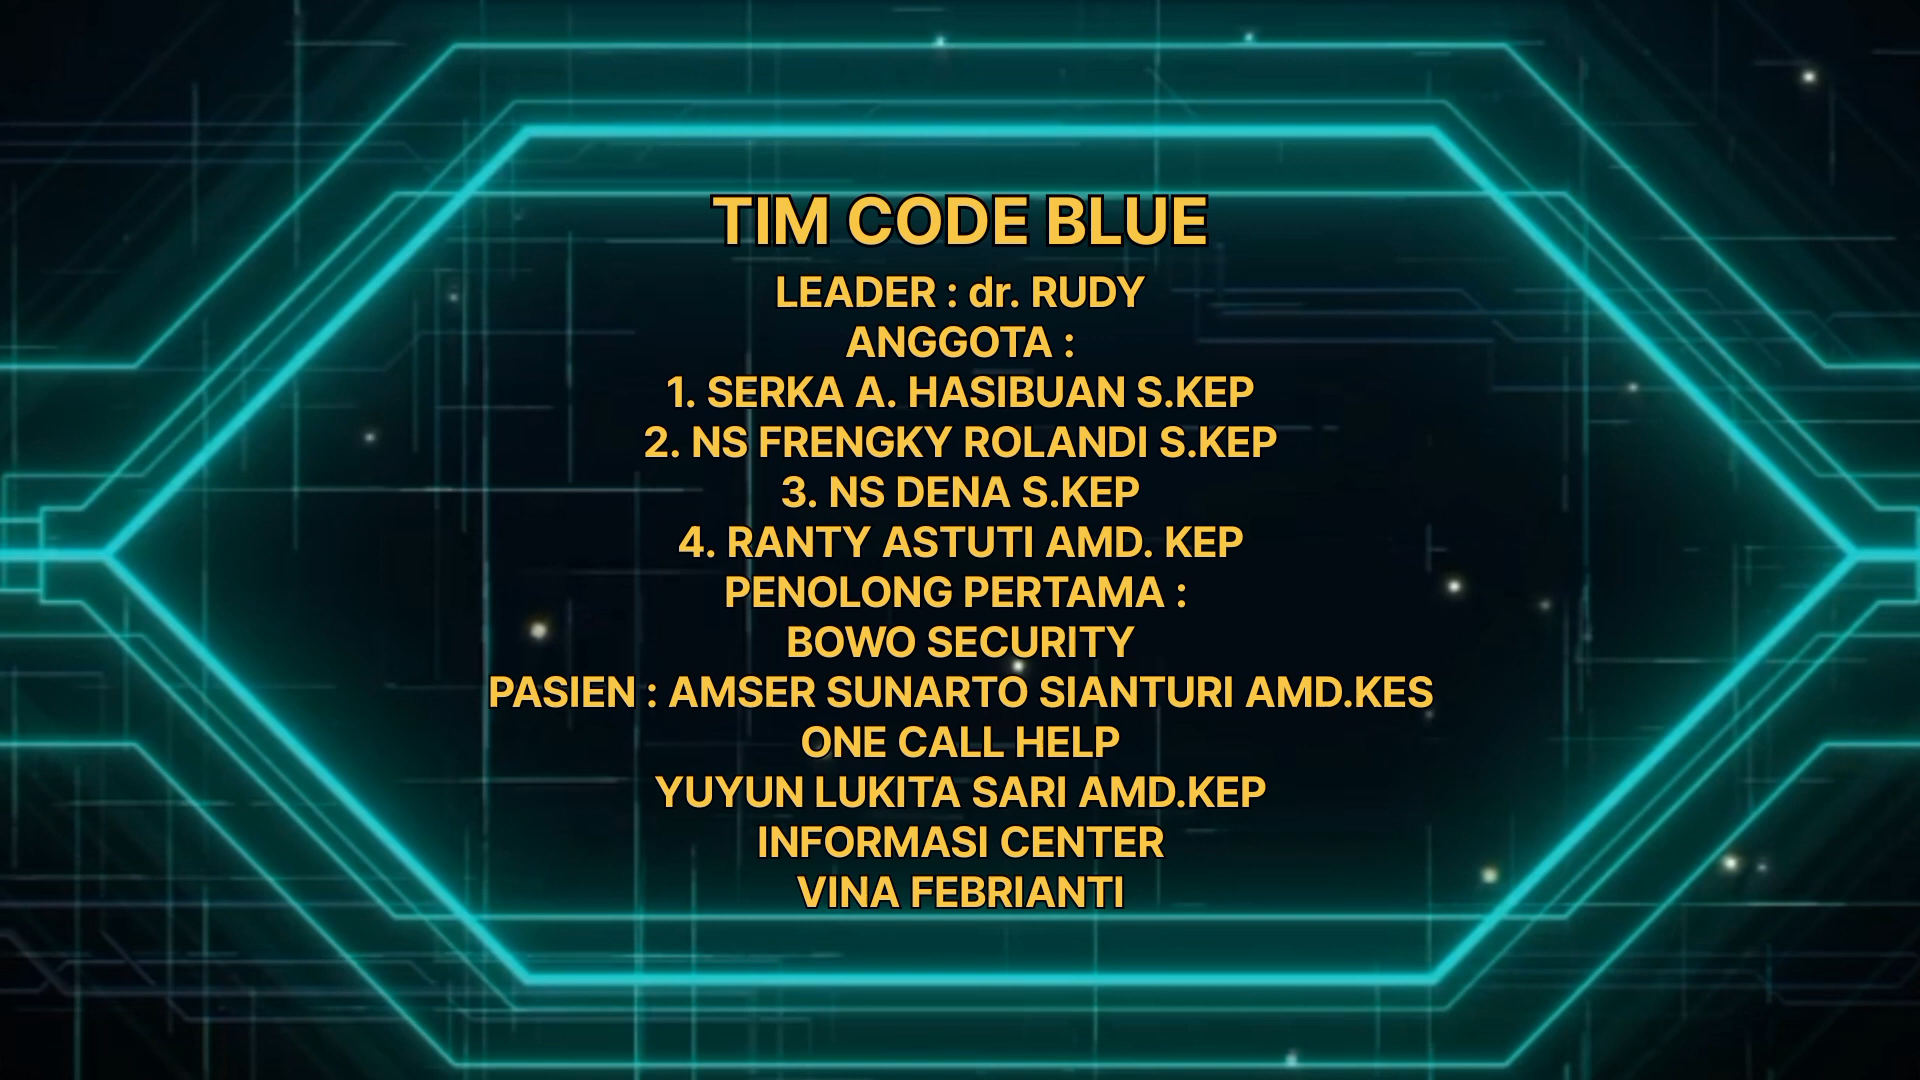 TIM CODE BLUE
LEADER : dr. RUDY
ANGGOTA :
1. SERKA A. HASIBUAN S.KEP
2. NS FRENGKY ROLANDI S.KEP
3. NS DENA S.KEP
4. RANTY ASTUTI AMD. KEP
PENOLONG PERTAMA :
BOWO SECURITY
PASIEN : AMSER SUNARTO SIANTURI AMD.KES
ONE CALL HELP
YUYUN LUKITA SARI AMD.KEP
INFORMASI CENTER
VINA FEBRIANTI